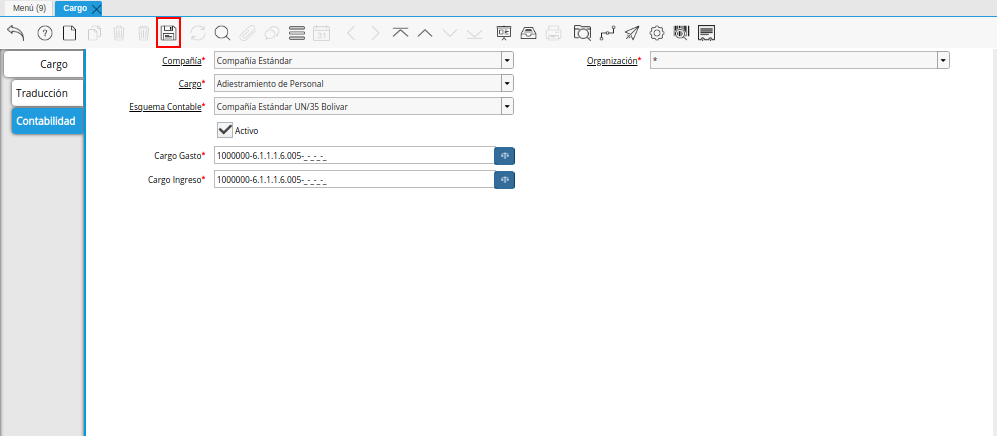 Menú (9) Cargo
31
Cargo
Traducción
Contabilidad
Compañía* Compañía Estándar Organización* *
Cargo* Adiestramiento de Personal
Esquema Contable* Compañía Estándar UN/35 Bolivar
Activo
Cargo Gasto* 1000000-6.1.1.1.6.005-_-_-_-_
Cargo Ingreso* 1000000-6.1.1.1.6.005-_-_-_-_